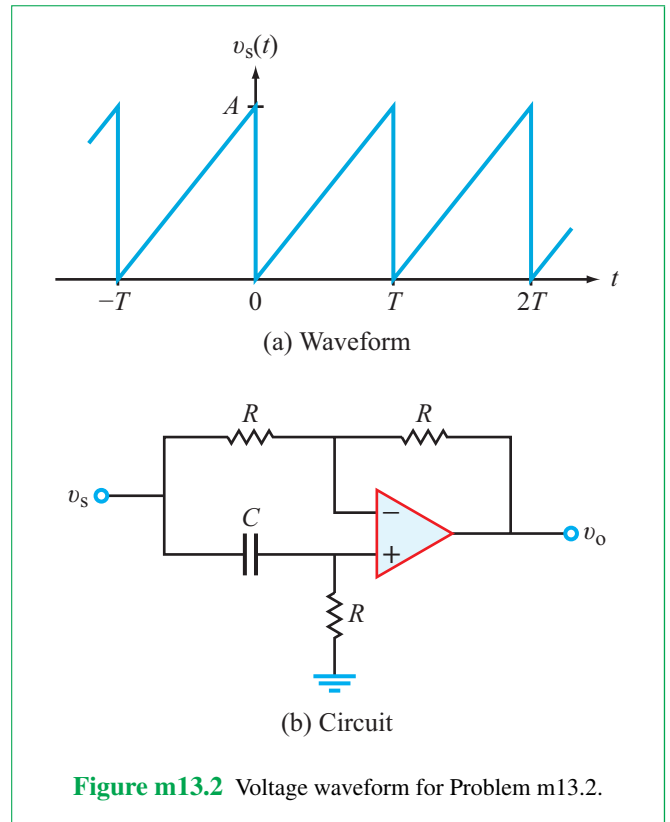 v_s(t)
A
−T 0 T 2T t
(a) Waveform
R R
v_s
C
−
+
v_o
R
(b) Circuit
Figure m13.2 Voltage waveform for Problem m13.2.